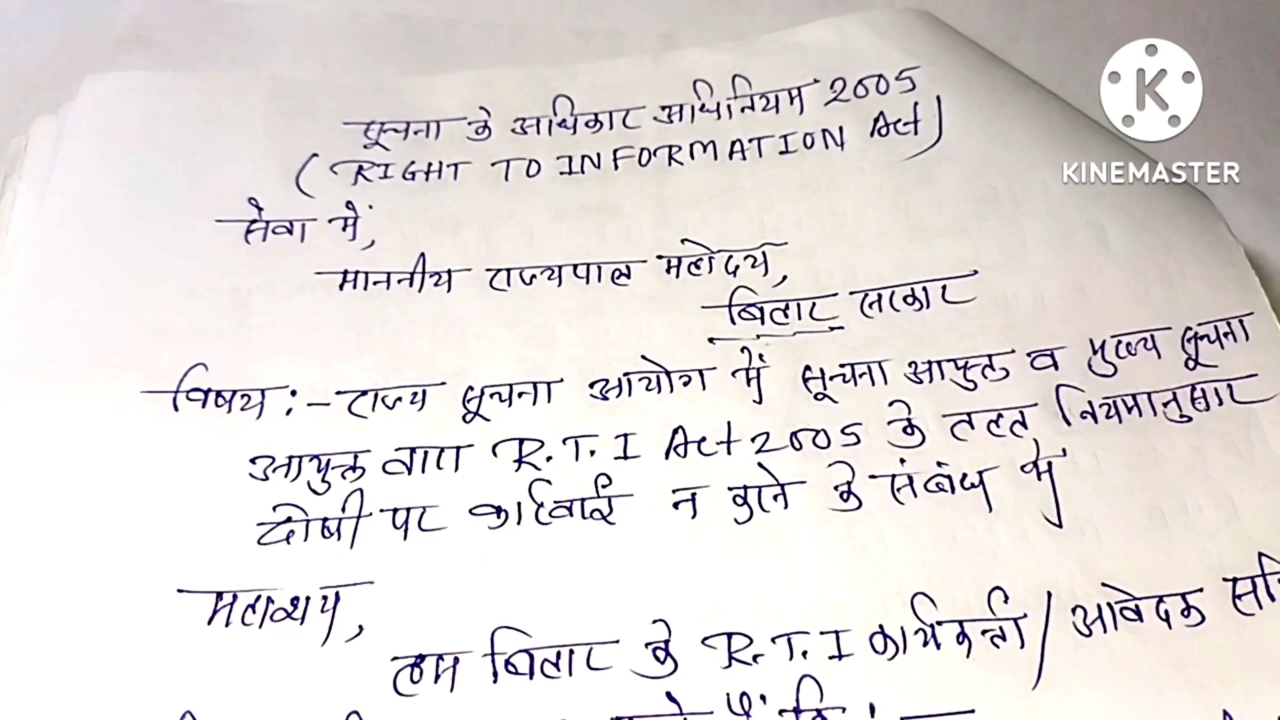 सूचना के अधिकार अधिनियम 2005
(RIGHT TO INFORMATION Act)
K
KINEMASTER
सेवा में,
माननीय राज्यपाल महोदय,
बिहार सरकार
विषय :- राज्य सूचना आयोग में सूचना आयुक्त व मुख्य सूचना
आयुक्त द्वारा R.T.I Act 2005 के तहत नियमानुसार
दोषी पर कार्रवाई न करने के संबंध में
महाशय,
हम बिहार के R.T.I कार्यकर्त्ता / आवेदक